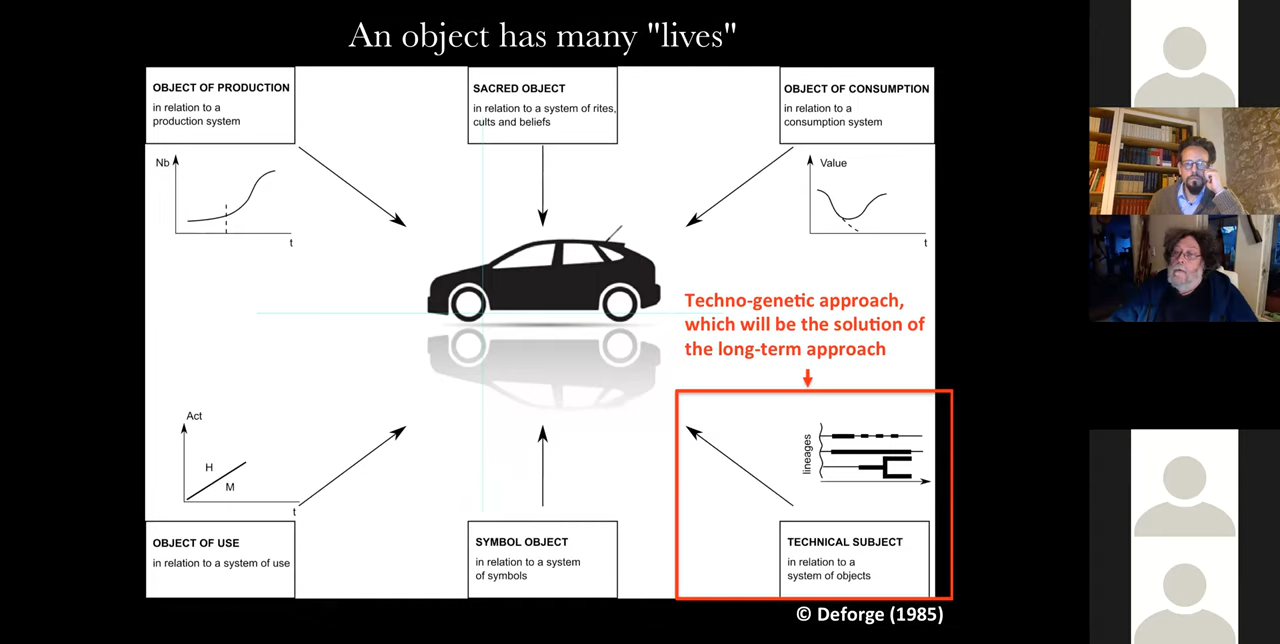 An object has many "lives"
OBJECT OF PRODUCTION
in relation to a
production system
SACRED OBJECT
in relation to a system of rites,
cults and beliefs
OBJECT OF CONSUMPTION
in relation to a
consumption system
Nb
t
Value
t
Techno-genetic approach,
which will be the solution of
the long-term approach
Act
H
M
t
lineages
OBJECT OF USE
in relation to a system of use
SYMBOL OBJECT
in relation to a system
of symbols
TECHNICAL SUBJECT
in relation to a
system of objects
© Deforge (1985)